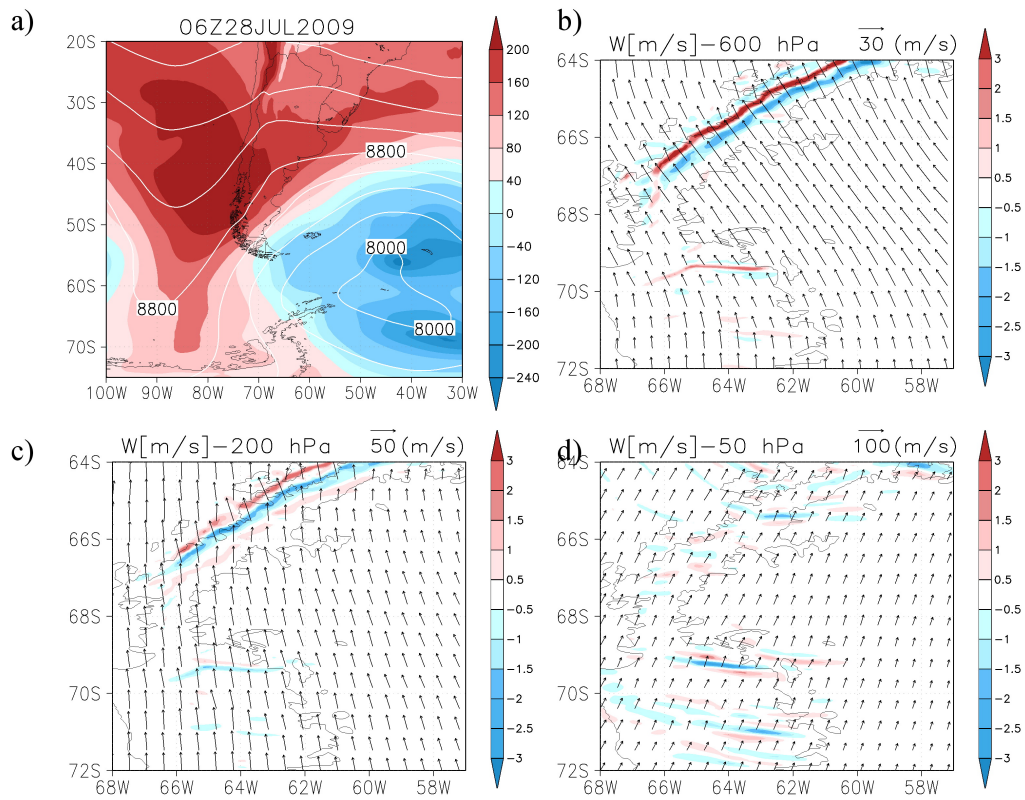 a)
06Z28JUL2009
20S
30S
40S
50S
60S
70S
100W 90W 80W 70W 60W 50W 40W 30W
8800
8000
8800
8000
200
160
120
80
40
0
−40
−80
−120
−160
−200
−240
b)
W[m/s]−600 hPa 30 (m/s)
64S
66S
68S
70S
72S
68W 66W 64W 62W 60W 58W
3
2
1.5
1
0.5
−0.5
−1
−1.5
−2
−2.5
−3
c)
W[m/s]−200 hPa 50 (m/s)
64S
66S
68S
70S
72S
68W 66W 64W 62W 60W 58W
3
2
1.5
1
0.5
−0.5
−1
−2
−2.5
−3
d)
W[m/s]−50 hPa 100 (m/s)
64S
66S
68S
70S
72S
68W 66W 64W 62W 60W 58W
3
2
1.5
1
0.5
−0.5
−1
−2
−2.5
−3